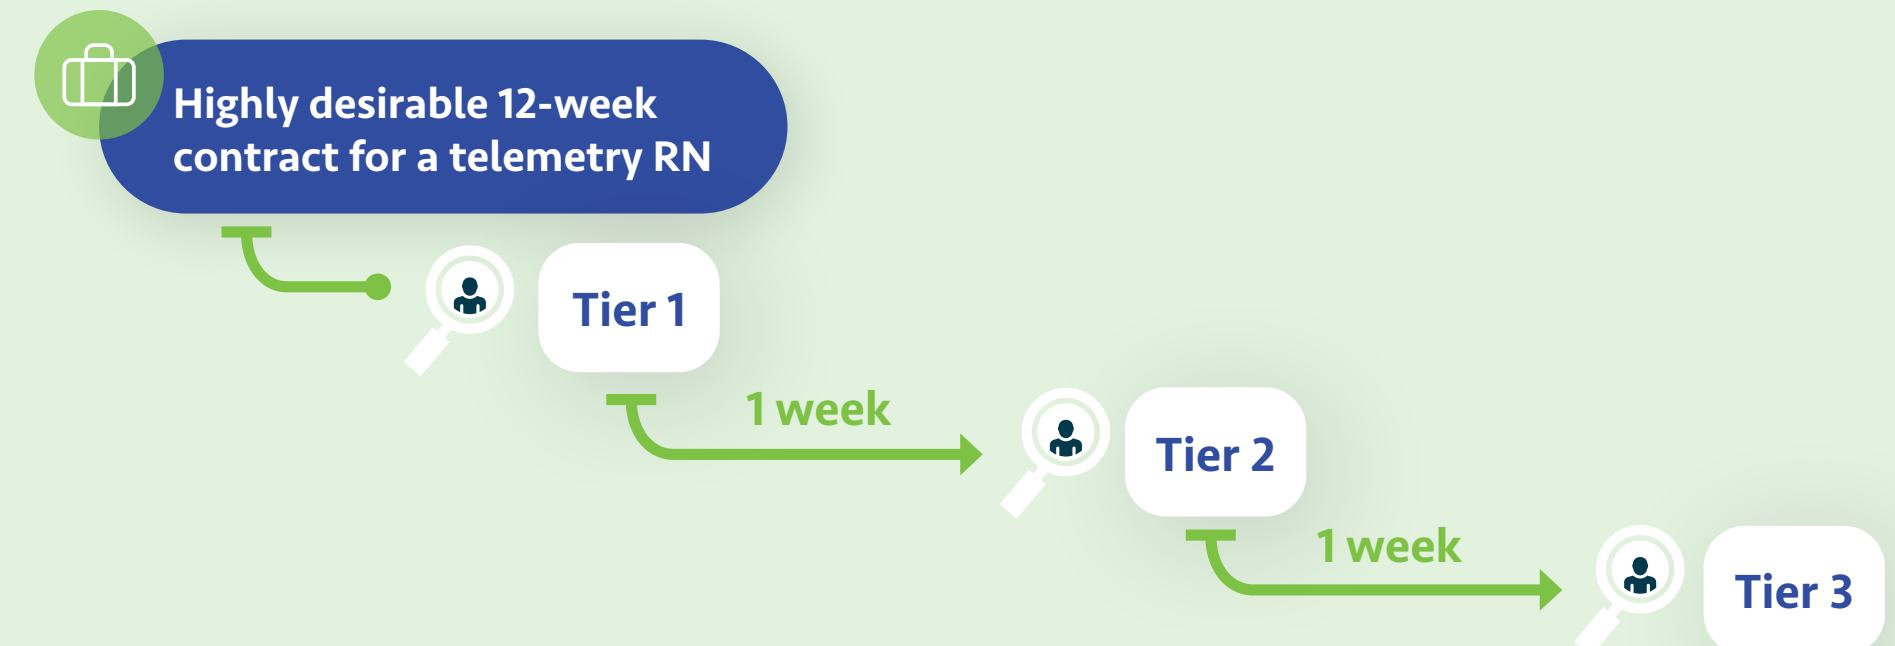 Highly desirable 12-week
contract for a telemetry RN
Tier 1
1 week
Tier 2
1 week
Tier 3